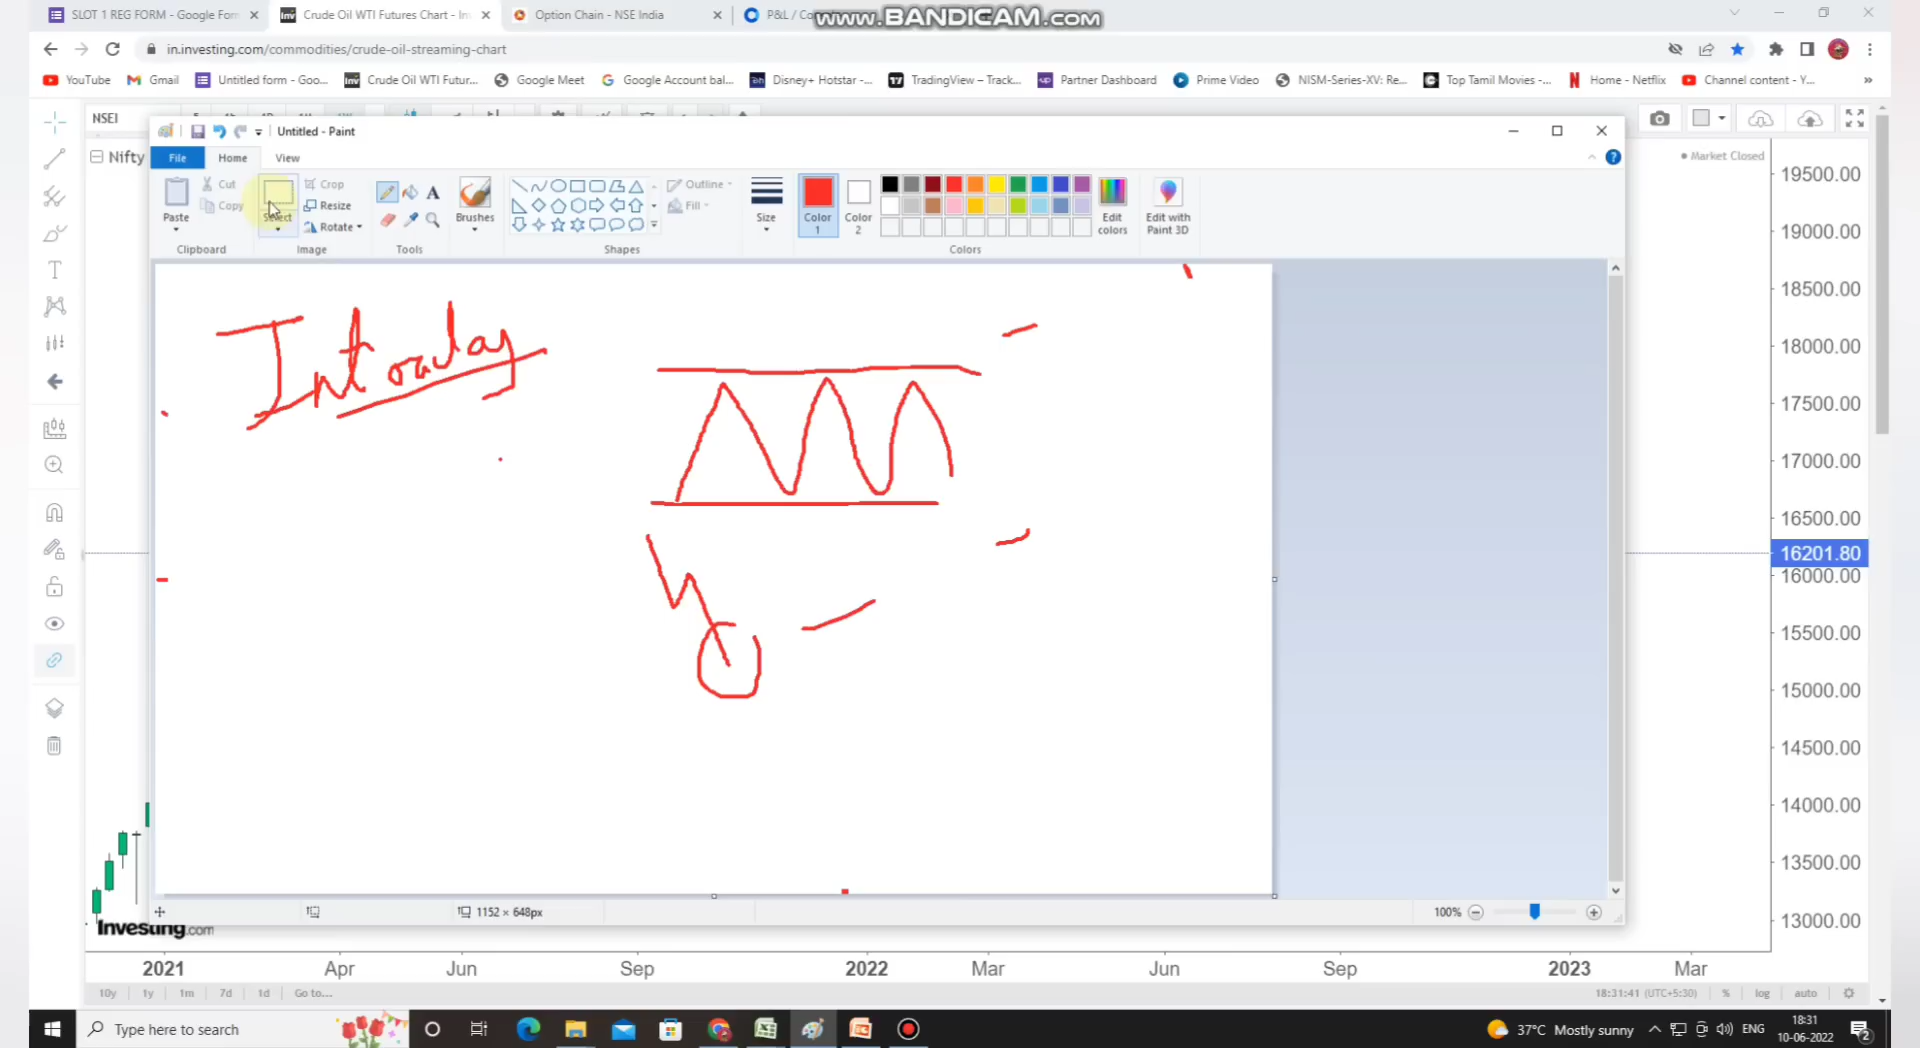 SLOT 1 REG FORM - Google For
Crude Oil WTI Futures Chart - In
Option Chain - NSE India
P&L /
www.BANDICAM.com
in.investing.com/commodities/crude-oil-streaming-chart
YouTube
Gmail
Untitled form - Goo...
Crude Oil WTI Futur...
Google Meet
Google Account bal...
Disney+ Hotstar -...
TradingView – Track...
Partner Dashboard
Prime Video
NISM-Series-XV: Re...
Top Tamil Movies -...
Home - Netflix
Channel content - Y...
NSEI
Untitled - Paint
Nifty
File
Home
View
Market Closed
Paste
Cut
Copy
Select
Crop
Resize
Rotate
Brushes
Outline
Fill
Size
Color 1
Color 2
Edit colors
Edit with Paint 3D
Clipboard
Image
Tools
Shapes
Colors
Intraday
19500.00
19000.00
18500.00
18000.00
17500.00
17000.00
16500.00
16201.80
16000.00
15500.00
15000.00
14500.00
14000.00
13500.00
13000.00
1152 × 648px
100%
Investing.com
2021
Apr
Jun
Sep
2022
Mar
Jun
Sep
2023
Mar
10y
1y
1m
7d
1d
Go to...
18:31:41 (UTC+5:30)
%
log
auto
Type here to search
37°C Mostly sunny
ENG
18:31
10-06-2022
2